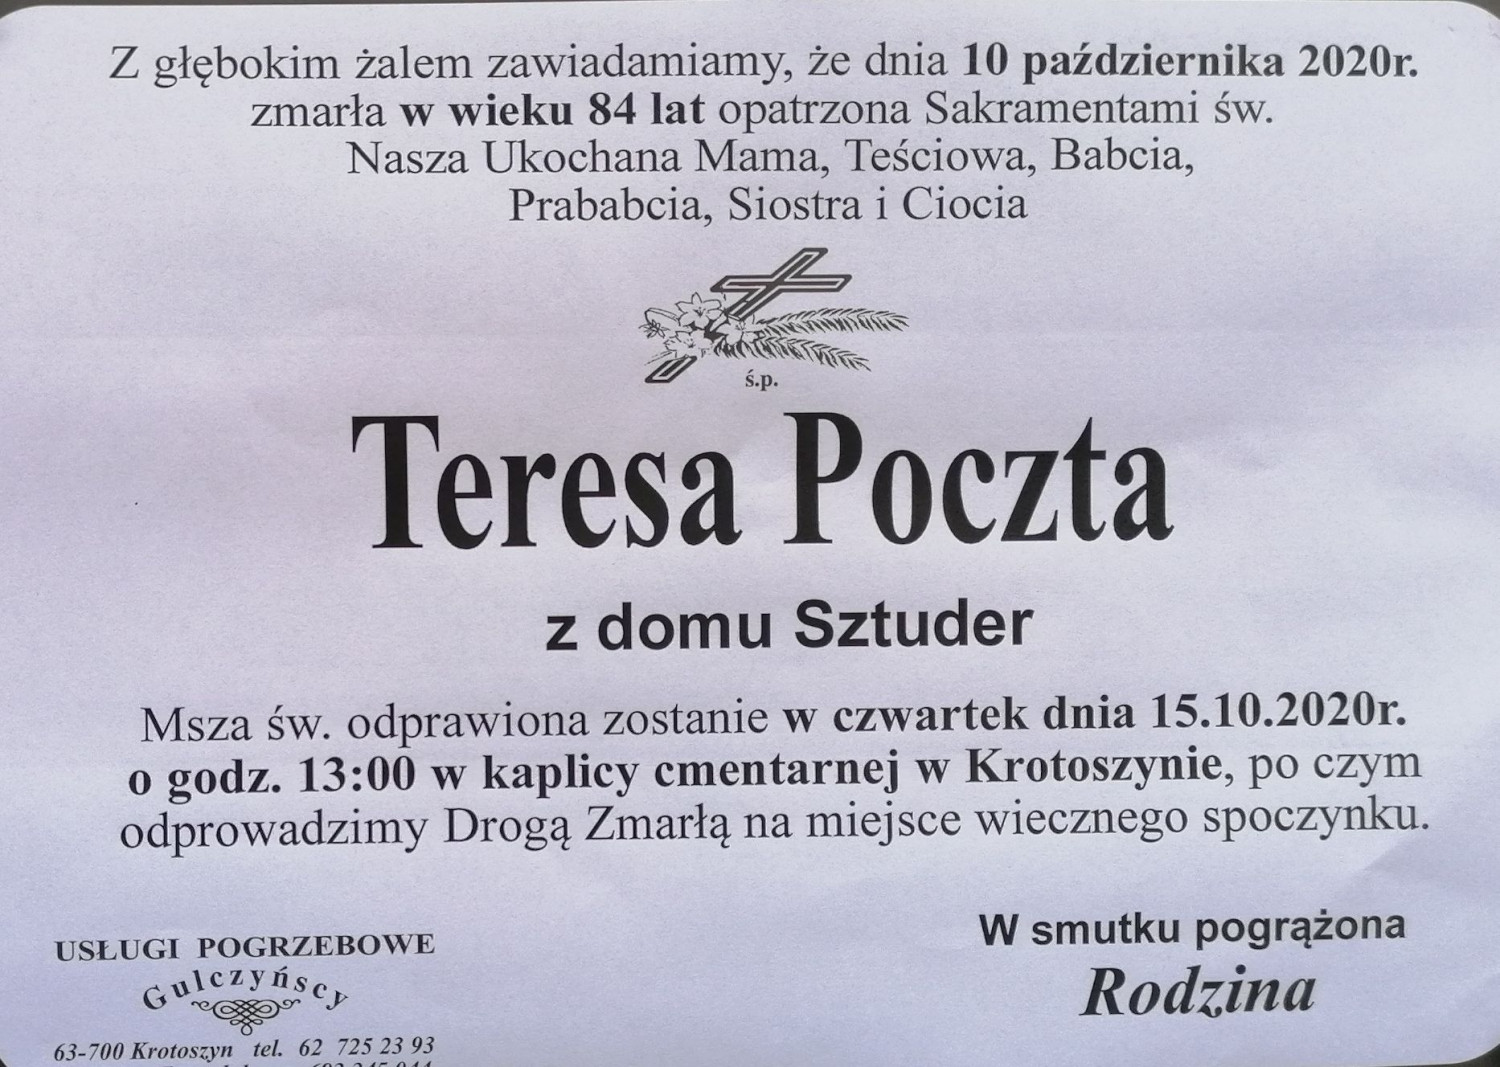 Z głębokim żalem zawiadamiamy, że dnia 10 października 2020r.
zmarła w wieku 84 lat opatrzona Sakramentami św.
Nasza Ukochana Mama, Teściowa, Babcia,
Prababcia, Siostra i Ciocia
ś.p.
Teresa Poczta
z domu Sztuder
Msza św. odprawiona zostanie w czwartek dnia 15.10.2020r.
o godz. 13:00 w kaplicy cmentarnej w Krotoszynie, po czym
odprowadzimy Drogą Zmarłą na miejsce wiecznego spoczynku.
W smutku pogrążona
Rodzina
USŁUGI POGRZEBOWE
Gulczyńscy
63-700 Krotoszyn tel. 62 725 23 93